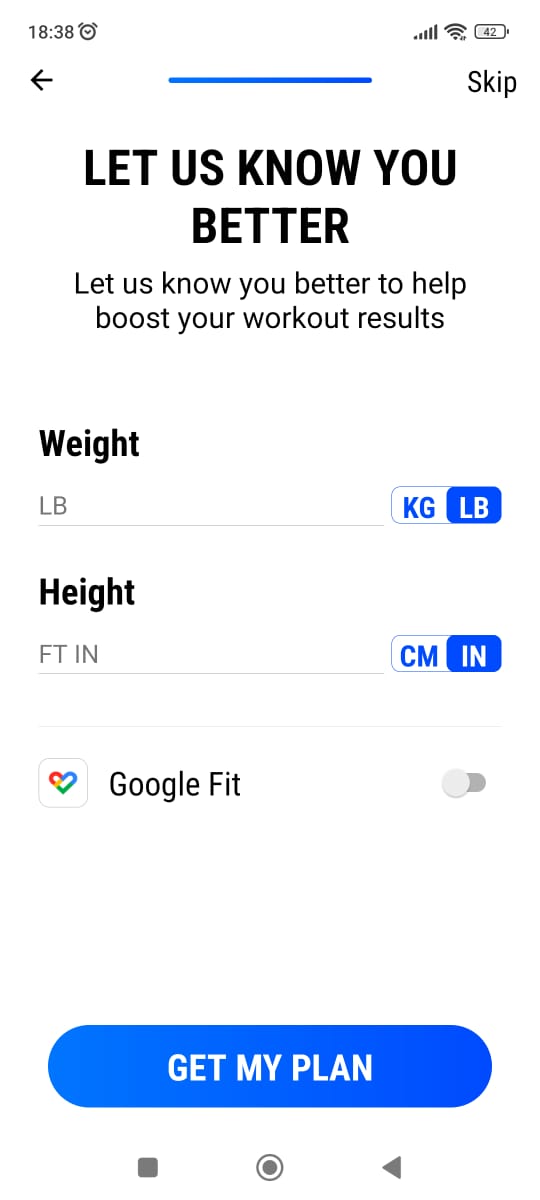 18:38
42
Skip
LET US KNOW YOU
BETTER
Let us know you better to help
boost your workout results
Weight
LB
KG LB
Height
FT IN
CM IN
Google Fit
GET MY PLAN